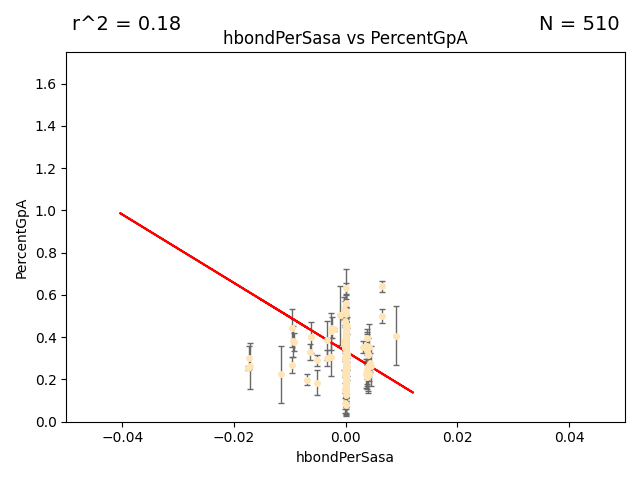 r^2 = 0.18
N = 510
hbondPerSasa vs PercentGpA
1.6
1.4
1.2
1.0
0.8
0.6
0.4
0.2
0.0
PercentGpA
−0.04
−0.02
0.00
0.02
0.04
hbondPerSasa